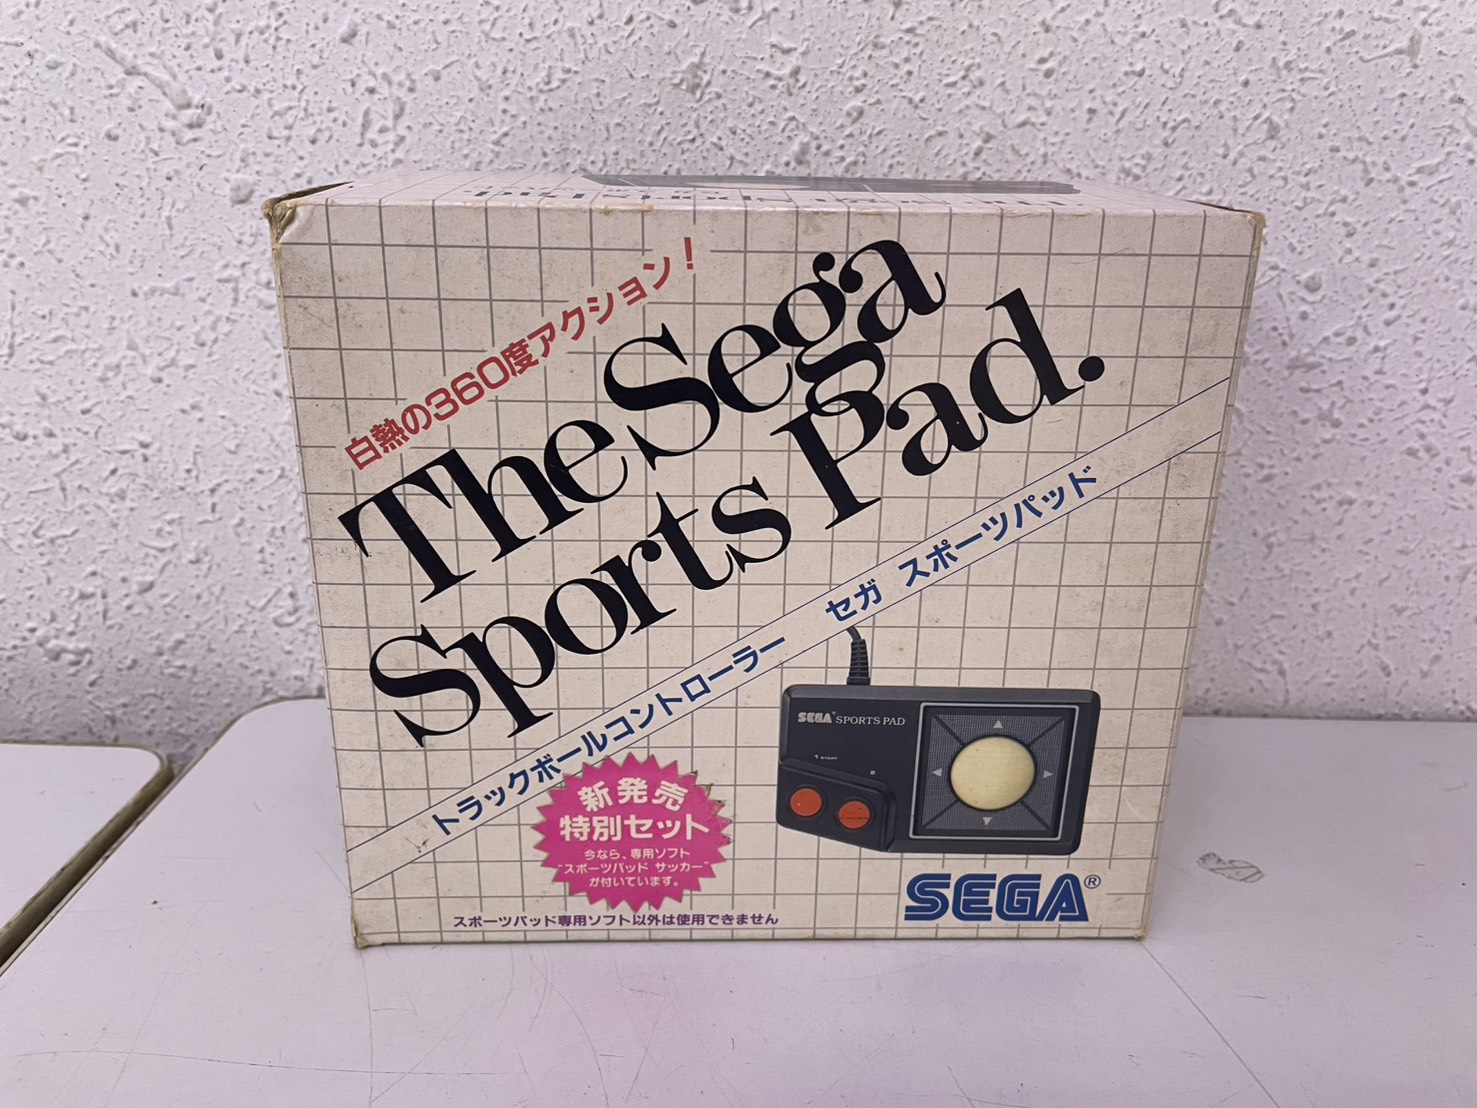 白熱の360度アクション!
The Sega
Sports Pad.
トラックボールコントローラー セガ スポーツパッド
SEGA® SPORTS PAD
1 START
新発売
特別セット
今なら、専用ソフト
"スポーツパッド サッカー"
が付いています。
SEGA®
スポーツパッド専用ソフト以外は使用できません